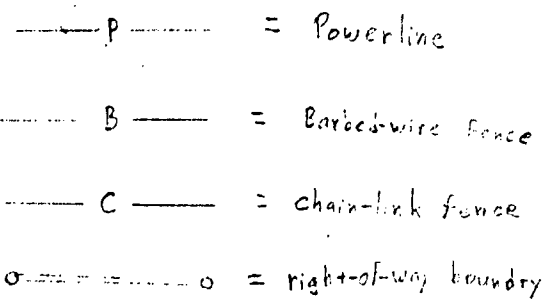 P = Powerline
B = Barbed-wire fence
C = chain-link fence
o o = right-of-way boundry